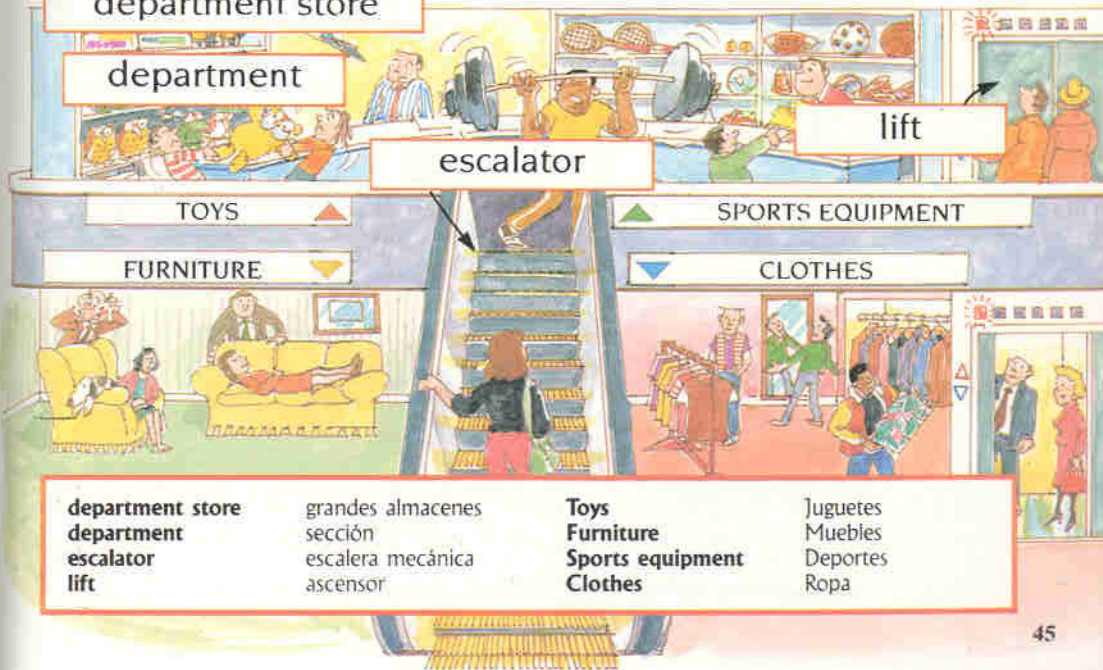 department store
department
lift
escalator
TOYS
SPORTS EQUIPMENT
FURNITURE
CLOTHES
department store grandes almacenes Toys Juguetes
department sección Furniture Muebles
escalator escalera mecánica Sports equipment Deportes
lift ascensor Clothes Ropa
45